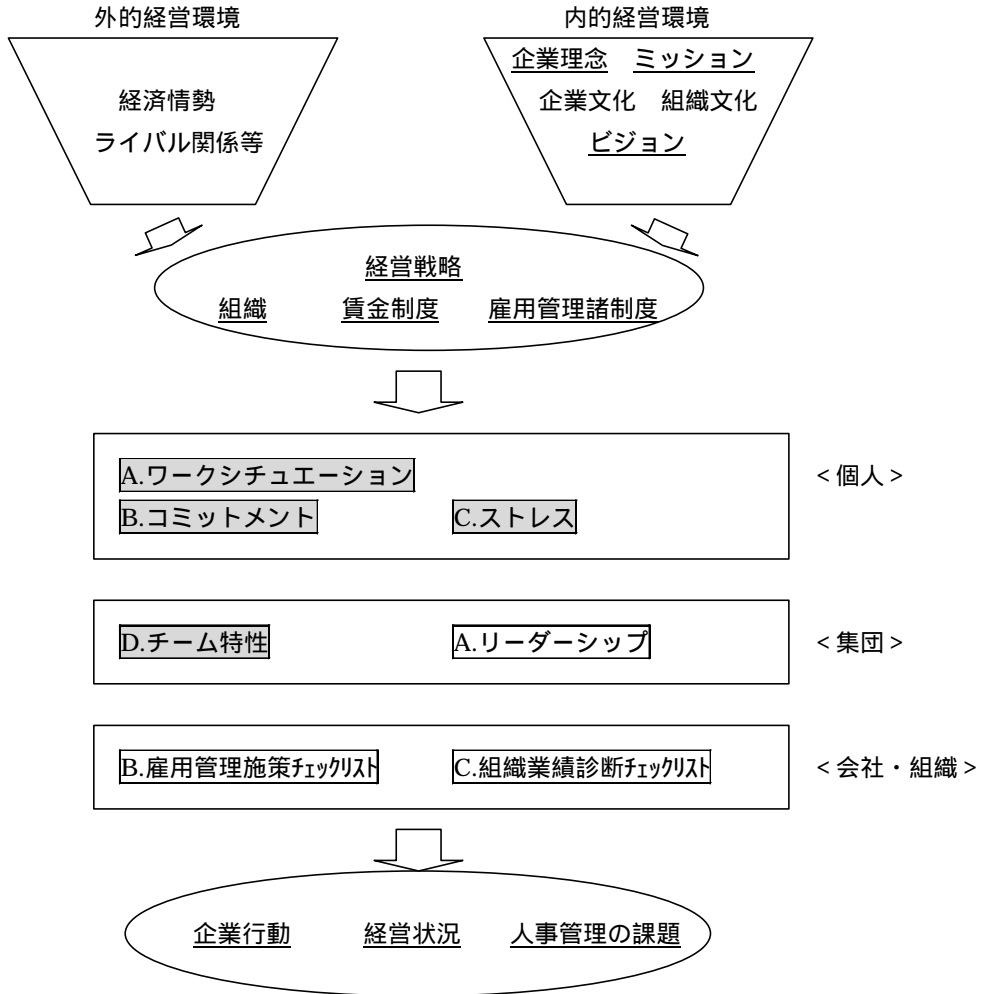 外的経営環境
内的経営環境
経済情勢
ライバル関係等
企業理念 ミッション
企業文化 組織文化
ビジョン
経営戦略
組織 賃金制度 雇用管理諸制度
A.ワークシチュエーション
B.コミットメント C.ストレス
<個人>
D.チーム特性 A.リーダーシップ
<集団>
B.雇用管理施策ﾁｪｯｸﾘｽﾄ C.組織業績診断ﾁｪｯｸﾘｽﾄ
<会社・組織>
企業行動 経営状況 人事管理の課題